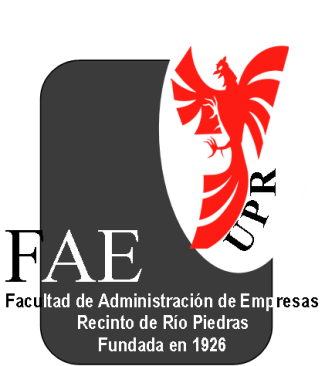 UPR
FAE
Facultad de Administración de Empresas
Recinto de Río Piedras
Fundada en 1926